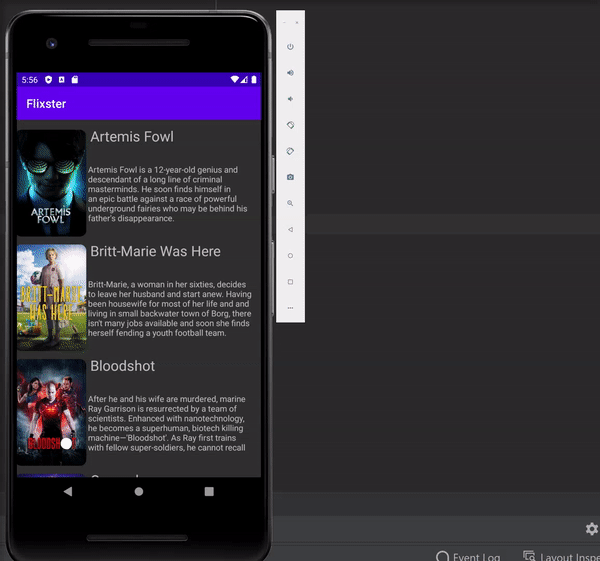 5:56
Flixster
Artemis Fowl
Artemis Fowl is a 12-year-old genius and
descendant of a long line of criminal
masterminds. He soon finds himself in
an epic battle against a race of powerful
underground fairies who may be behind his
father's disappearance.
ARTEMIS
FOWL
Britt-Marie Was Here
Britt-Marie, a woman in her sixties, decides
to leave her husband and start anew. Having
been housewife for most of her life and and
living in small backwater town of Borg, there
isn't many jobs available and soon she finds
herself fending a youth football team.
BRITT-MARIE
WAS HERE
Bloodshot
After he and his wife are murdered, marine
Ray Garrison is resurrected by a team of
scientists. Enhanced with nanotechnology,
he becomes a superhuman, biotech killing
machine—'Bloodshot'. As Ray first trains
with fellow super-soldiers, he cannot recall
Event Log
Layout Inspe